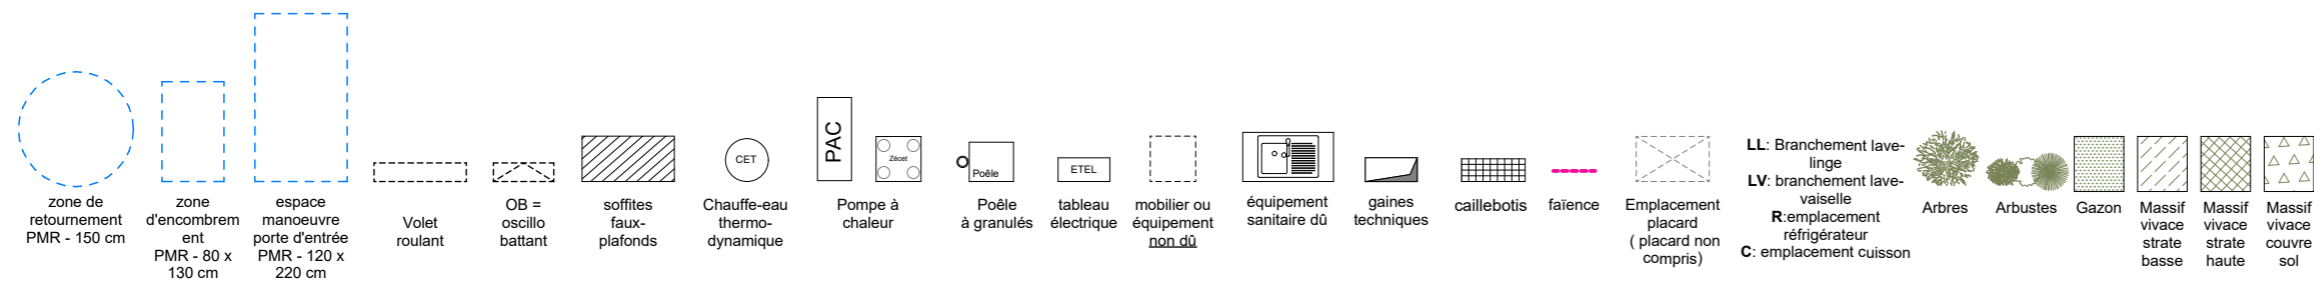 zone de
retournement
PMR - 150 cm
zone
d'encombrem
ent
PMR - 80 x
130 cm
espace
manoeuvre
porte d'entrée
PMR - 120 x
220 cm
Volet
roulant
OB =
oscillo
battant
soffites
faux-
plafonds
CET
Chauffe-eau
thermo-
dynamique
PAC
Zécet
Pompe à
chaleur
Poêle
Poêle
à granulés
ETEL
tableau
électrique
mobilier ou
équipement
non dû
équipement
sanitaire dû
gaines
techniques
caillebotis
faïence
Emplacement
placard
( placard non
compris)
LL: Branchement lave-
linge
LV: branchement lave-
vaiselle
R:emplacement
réfrigérateur
C: emplacement cuisson
Arbres
Arbustes
Gazon
Massif
vivace
strate
basse
Massif
vivace
strate
haute
Massif
vivace
couvre
sol